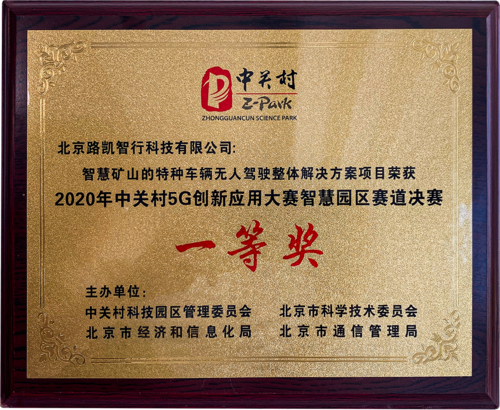 中关村
Z-Park
ZHONGGUANCUN SCIENCE PARK
北京路凯智行科技有限公司:
智慧矿山的特种车辆无人驾驶整体解决方案项目荣获
2020年中关村5G创新应用大赛智慧园区赛道决赛
一等奖
主办单位:
中关村科技园区管理委员会 北京市科学技术委员会
北京市经济和信息化局 北京市通信管理局